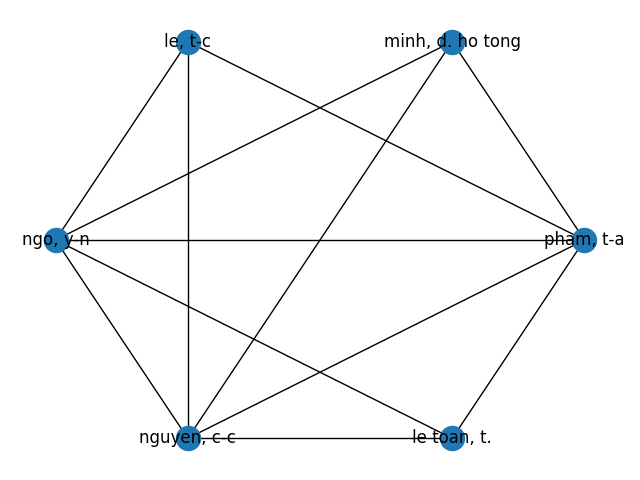 le, t-c
minh, d. ho tong
ngo, y-n
pham, t-a
nguyen, c-c
le toan, t.